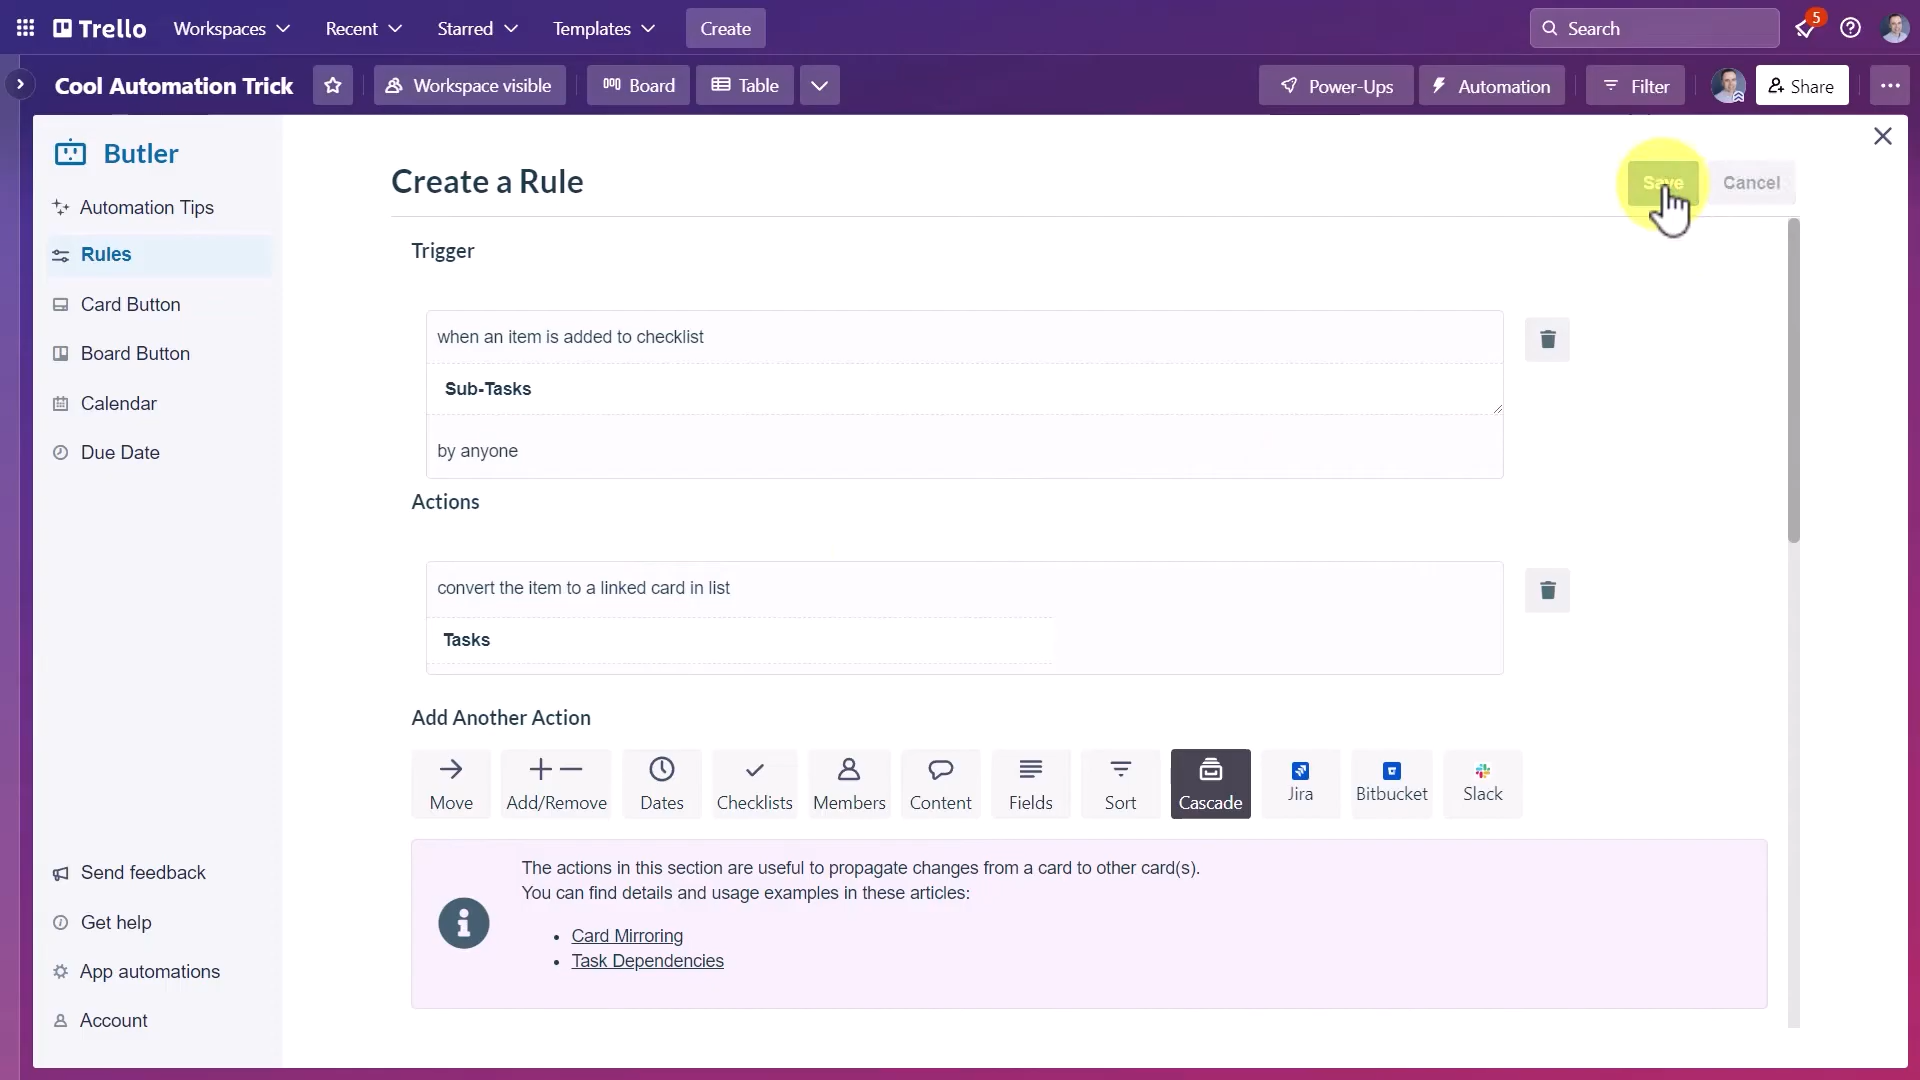 Trello
Workspaces
Recent
Starred
Templates
Create
Search
5
Cool Automation Trick
Workspace visible
Board
Table
Power-Ups
Automation
Filter
Share
Butler
Automation Tips
Rules
Card Button
Board Button
Calendar
Due Date
Send feedback
Get help
App automations
Account
Create a Rule
Save
Cancel
Trigger
when an item is added to checklist
Sub-Tasks
by anyone
Actions
convert the item to a linked card in list
Tasks
Add Another Action
Move
Add/Remove
Dates
Checklists
Members
Content
Fields
Sort
Cascade
Jira
Bitbucket
Slack
The actions in this section are useful to propagate changes from a card to other card(s).
You can find details and usage examples in these articles:
• Card Mirroring
• Task Dependencies